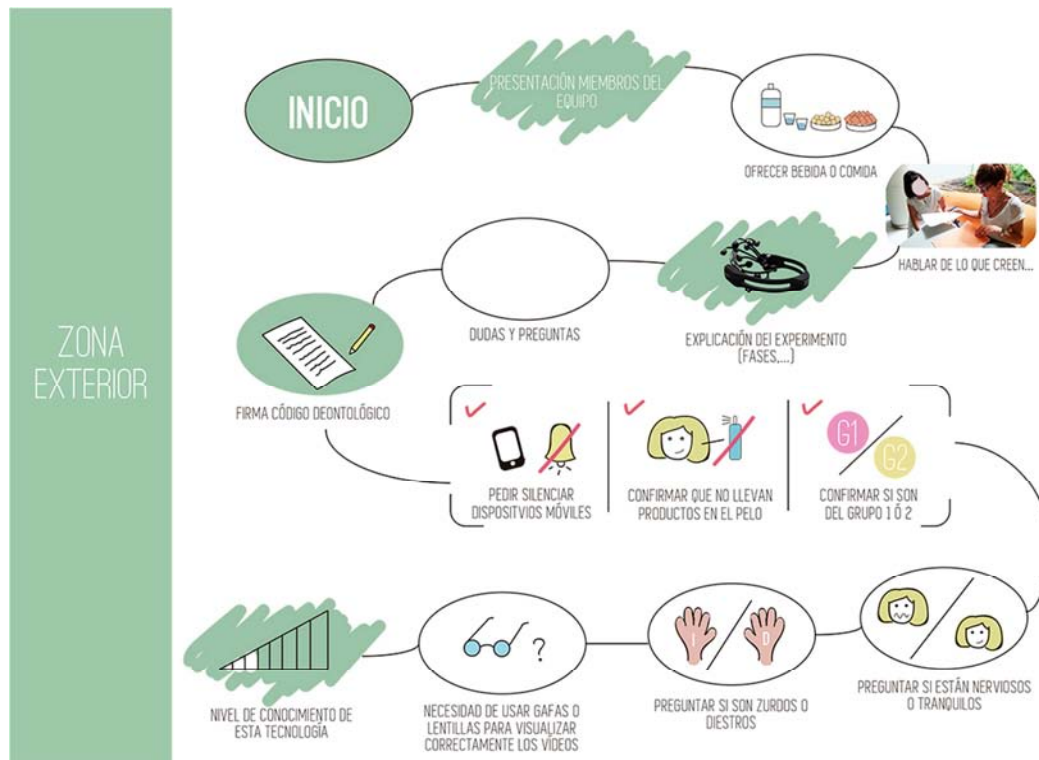 ZONA
EXTERIOR
INICIO
PRESENTACIÓN MIEMBROS DEL
EQUIPO
OFRECER BEBIDA O COMIDA
HABLAR DE LO QUE CREEN...
EXPLICACIÓN DEl EXPERIMENTO
(FASES,...)
DUDAS Y PREGUNTAS
FIRMA CÓDIGO DEONTOLÓGICO
PEDIR SILENCIAR
DISPOSITVIOS MÓVILES
CONFIRMAR QUE NO LLEVAN
PRODUCTOS EN EL PELO
G1
G2
CONFIRMAR SI SON
DEL GRUPO 1 Ó 2
PREGUNTAR SI ESTÁN NERVIOSOS
O TRANQUILOS
I
D
PREGUNTAR SI SON ZURDOS O
DIESTROS
?
NECESIDAD DE USAR GAFAS O
LENTILLAS PARA VISUALIZAR
CORRECTAMENTE LOS VÍDEOS
NIVEL DE CONOCIMIENTO DE
ESTA TECNOLOGÍA